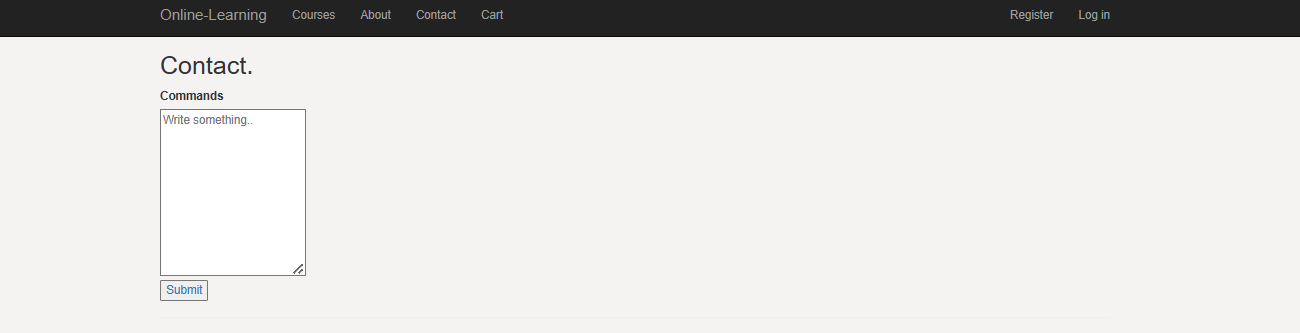 Online-Learning Courses About Contact Cart Register Log in
Contact.
Commands
Write something..
Submit